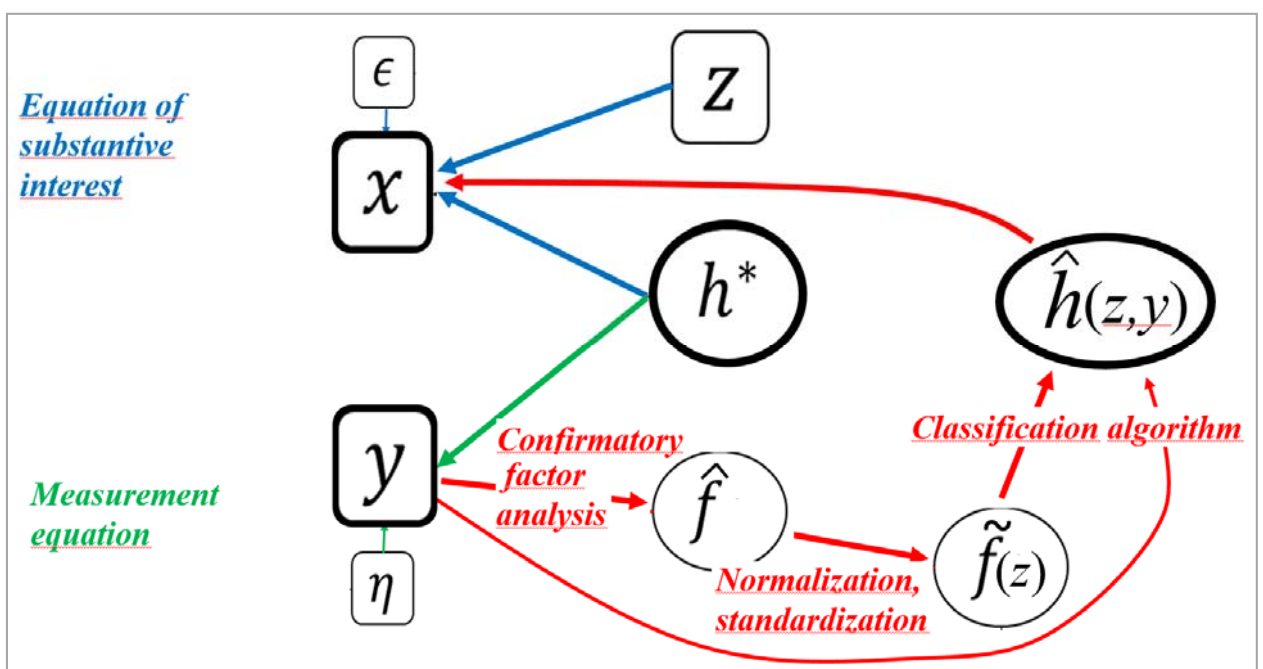 ϵ
z
Equation of
substantive
interest
x
h*
ĥ(z,y)
Classification algorithm
y
Confirmatory
factor
analysis
f̂
Measurement
equation
f̃(z)
Normalization,
standardization
η